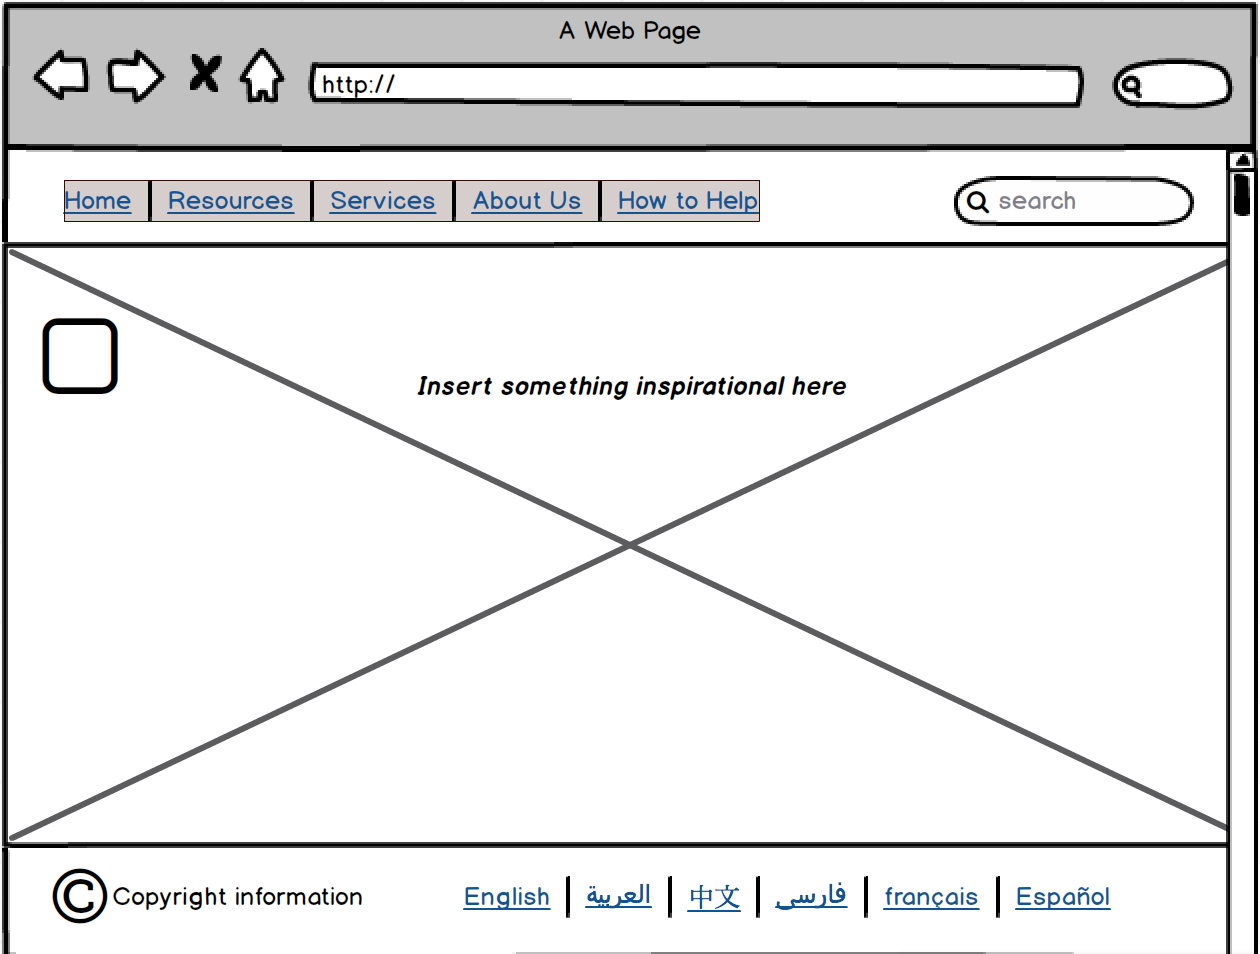 A Web Page
http://
Home Resources Services About Us How to Help
search
Insert something inspirational here
© Copyright information
English العربية 中文 فارسی français Español